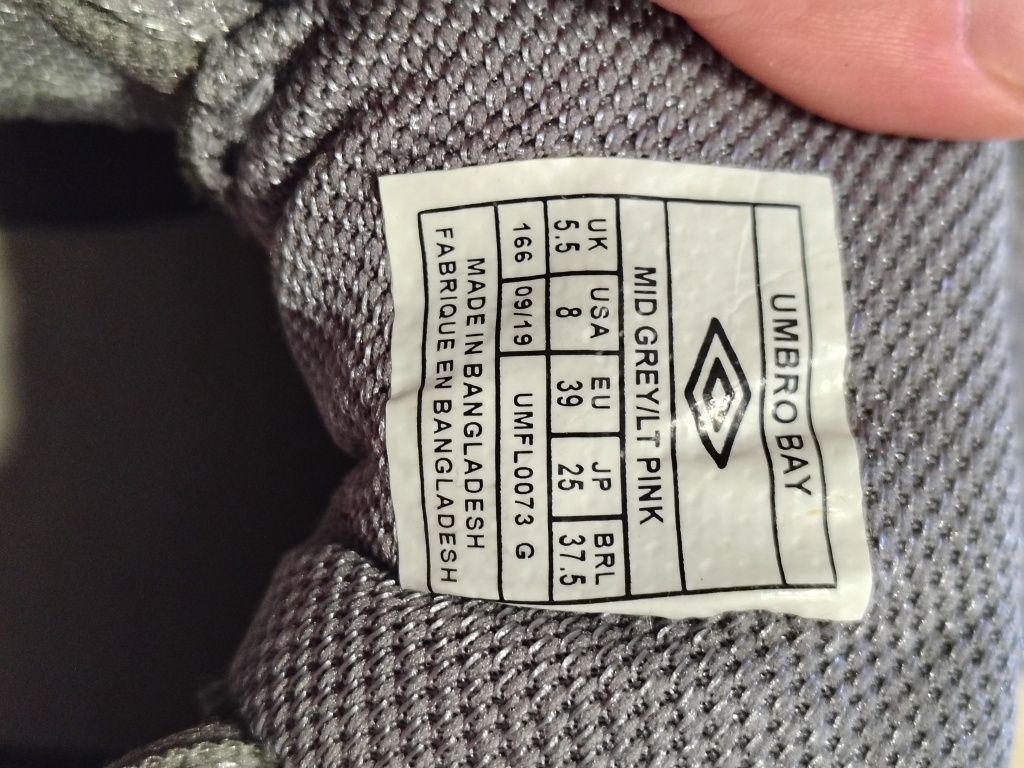 UMBRO BAY
MID GREY/LT PINK
UK USA EU JP BRL
5.5 8 39 25 37.5
166 09/19 UMFL0073 G
MADE IN BANGLADESH
FABRIQUE EN BANGLADESH